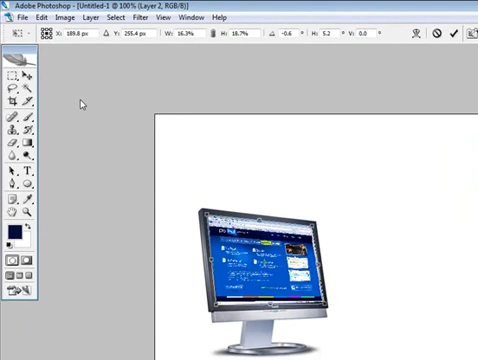 Adobe Photoshop - [Untitled-1 @ 100% (Layer 2, RGB/8)]
File Edit Image Layer Select Filter View Window Help
X: 189.8 px Y: 255.4 px W: 16.3% H: 18.7% -0.6 H: 5.2 V: 0.0
T